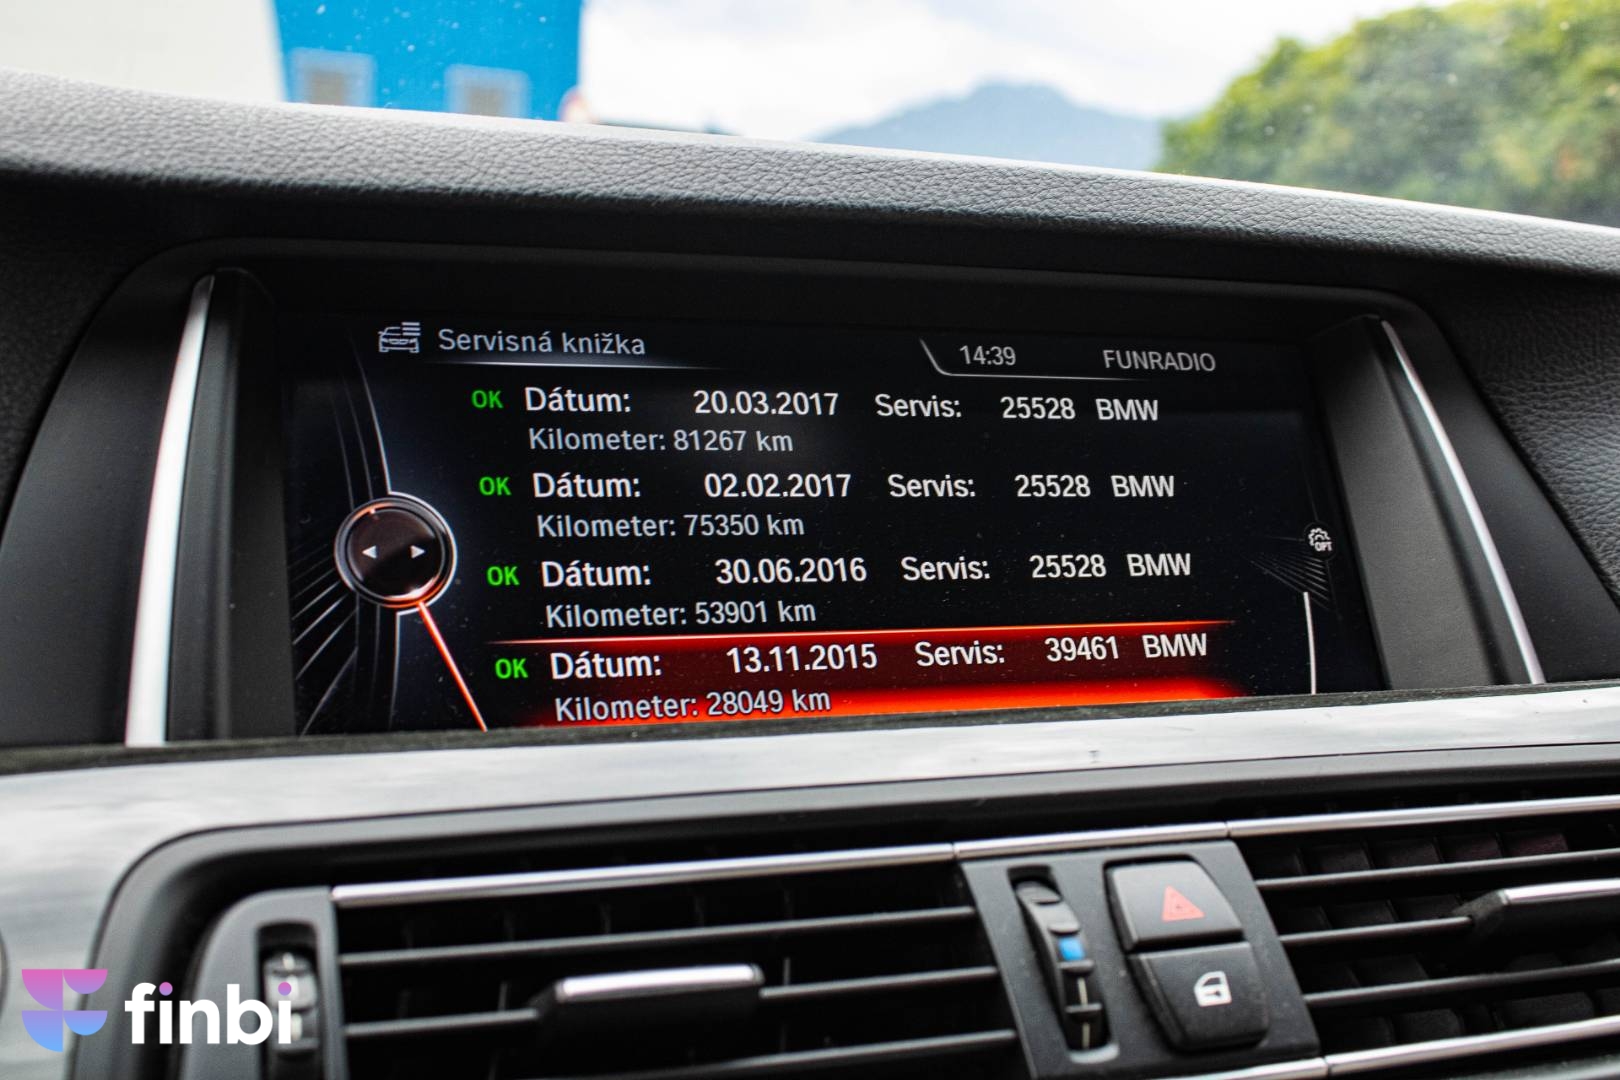 Servisná knižka
14:39 FUNRADIO
OK Dátum: 20.03.2017 Servis: 25528 BMW
Kilometer: 81267 km
OK Dátum: 02.02.2017 Servis: 25528 BMW
Kilometer: 75350 km
OK Dátum: 30.06.2016 Servis: 25528 BMW
OPT
Kilometer: 53901 km
OK Dátum: 13.11.2015 Servis: 39461 BMW
Kilometer: 28049 km
finbi